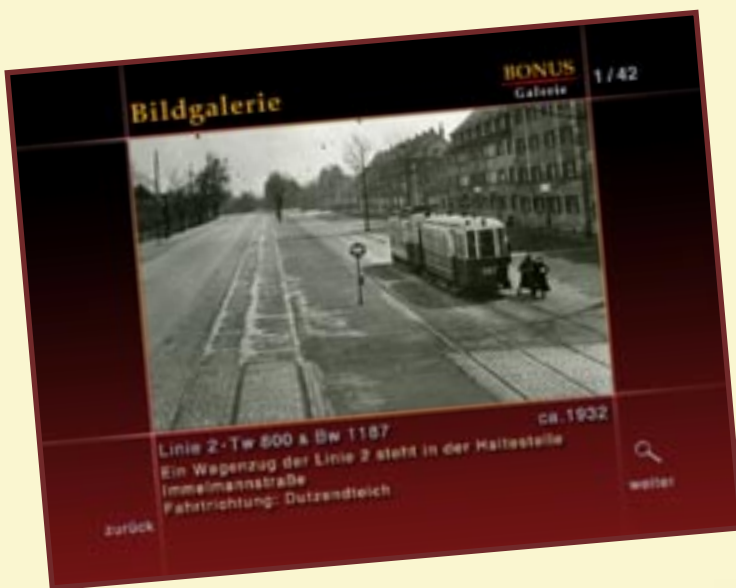 Bildgalerie
BONUS
Galerie
1/42
Linie 2 - Tw 800 & Bw 1187
ca.1932
Ein Wagenzug der Linie 2 steht in der Haltestelle
Immelmannstraße
Fahrtrichtung: Dutzendteich
zurück
weiter